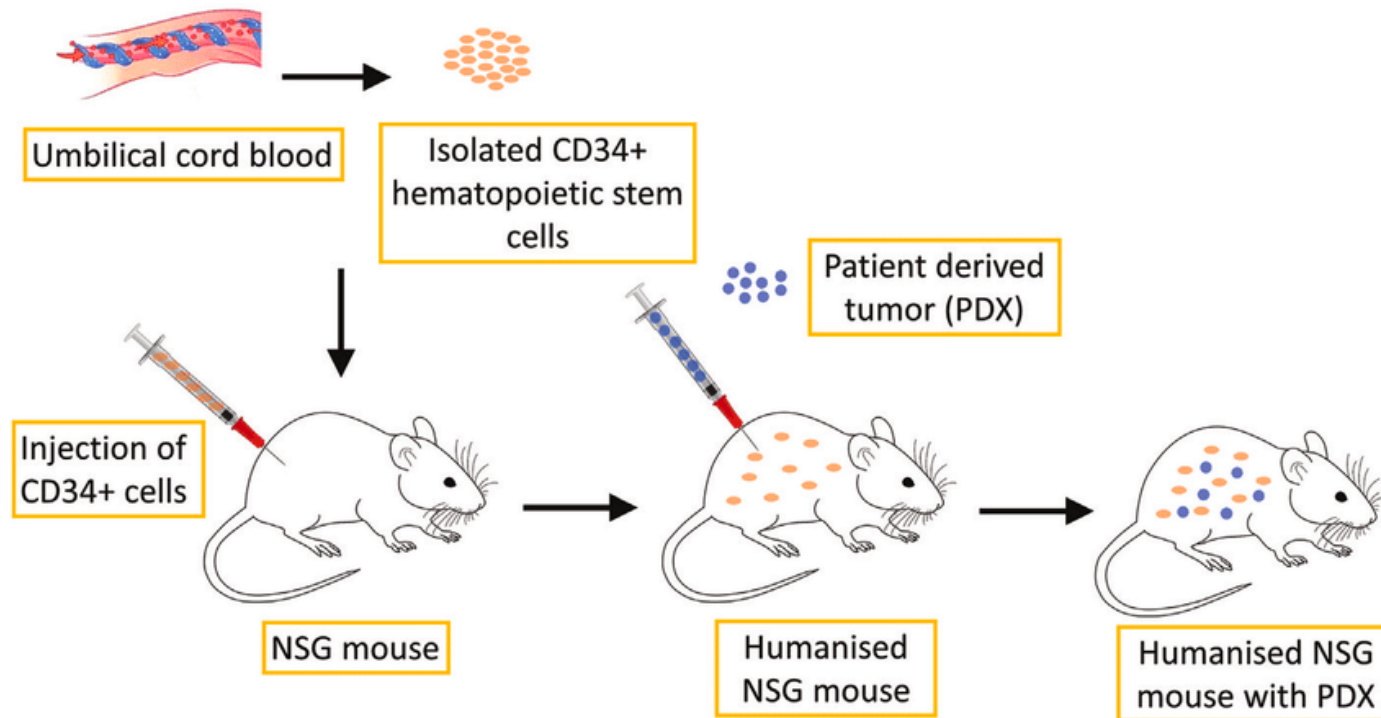 Umbilical cord blood
Isolated CD34+
hematopoietic stem
cells
Patient derived
tumor (PDX)
Injection of
CD34+ cells
NSG mouse
Humanised
NSG mouse
Humanised NSG
mouse with PDX